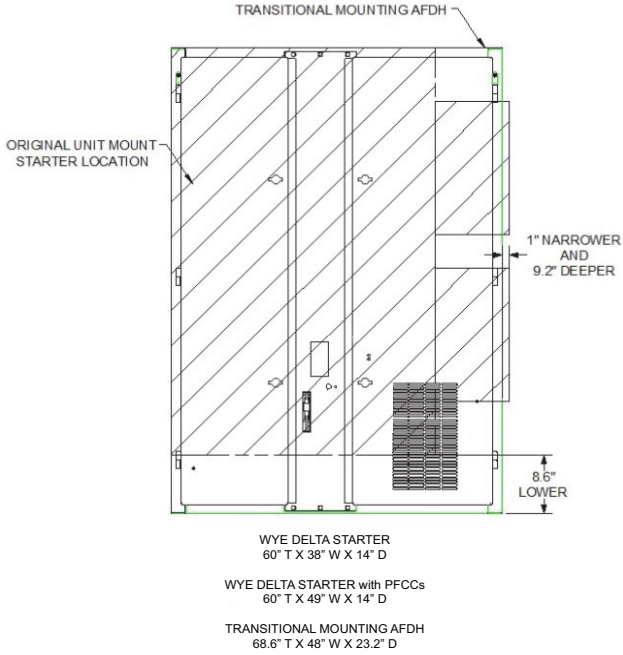 TRANSITIONAL MOUNTING AFDH
ORIGINAL UNIT MOUNT
STARTER LOCATION
1" NARROWER
AND
9.2" DEEPER
8.6"
LOWER
WYE DELTA STARTER
60” T X 38” W X 14” D
WYE DELTA STARTER with PFCCs
60” T X 49” W X 14” D
TRANSITIONAL MOUNTING AFDH
68.6” T X 48” W X 23.2” D